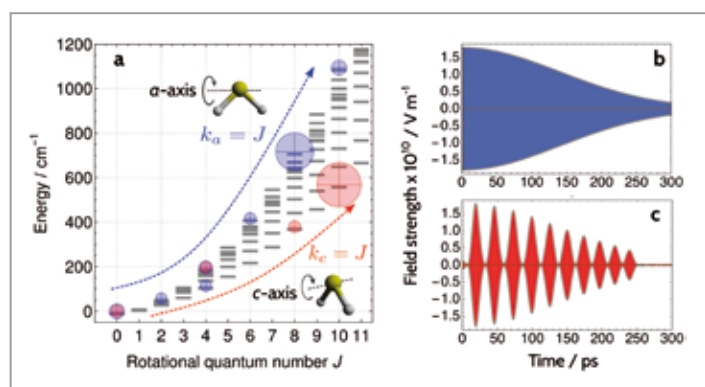 a
b
c
1200
1000
800
600
400
200
0
Energy / cm⁻¹
0 1 2 3 4 5 6 7 8 9 10 11
Rotational quantum number J
a-axis
k_a = J
k_c = J
c-axis
Field strength x 10¹⁰ / V m⁻¹
1.5
1.0
0.5
0.0
- 0.5
- 1.0
- 1.5
0 50 100 150 200 250 300
1.5
1.0
0.5
0.0
- 0.5
- 1.0
- 1.5
0 50 100 150 200 250 300
Time / ps